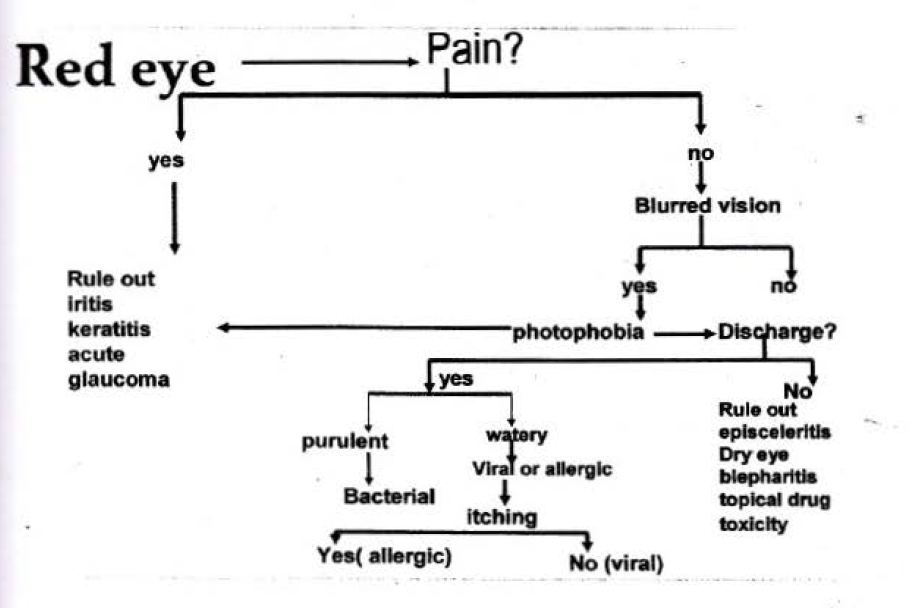 Red eye
Pain?
yes
no
Blurred vision
yes
no
Rule out
iritis
keratitis
acute
glaucoma
photophobia
Discharge?
yes
No
Rule out
episceleritis
Dry eye
blepharitis
topical drug
toxicity
purulent
watery
Bacterial
Viral or allergic
itching
Yes( allergic)
No (viral)